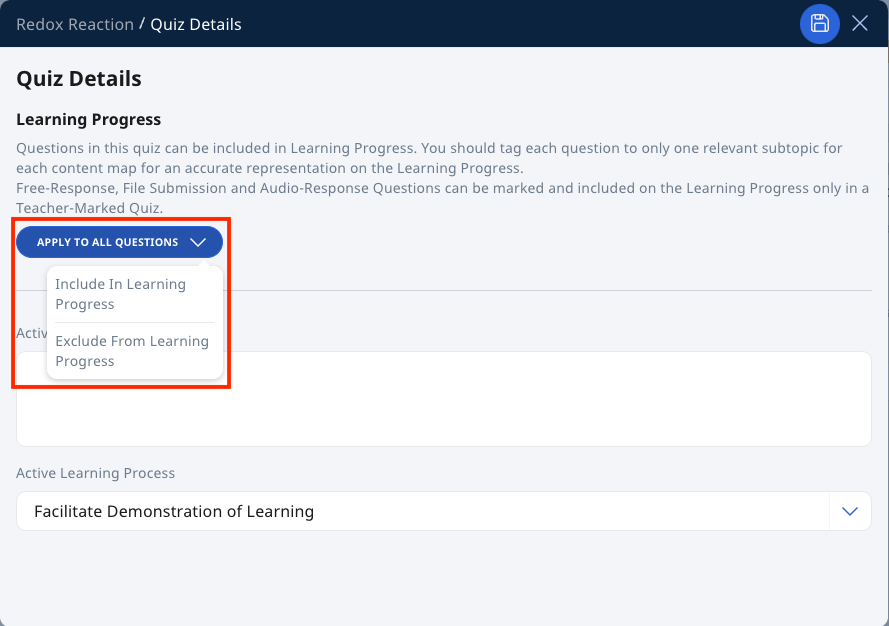 Redox Reaction / Quiz Details
Quiz Details
Learning Progress
Questions in this quiz can be included in Learning Progress. You should tag each question to only one relevant subtopic for
each content map for an accurate representation on the Learning Progress.
Free-Response, File Submission and Audio-Response Questions can be marked and included on the Learning Progress only in a
Teacher-Marked Quiz.
APPLY TO ALL QUESTIONS
Include In Learning
Progress
Exclude From Learning
Progress
Active Learning Process
Facilitate Demonstration of Learning